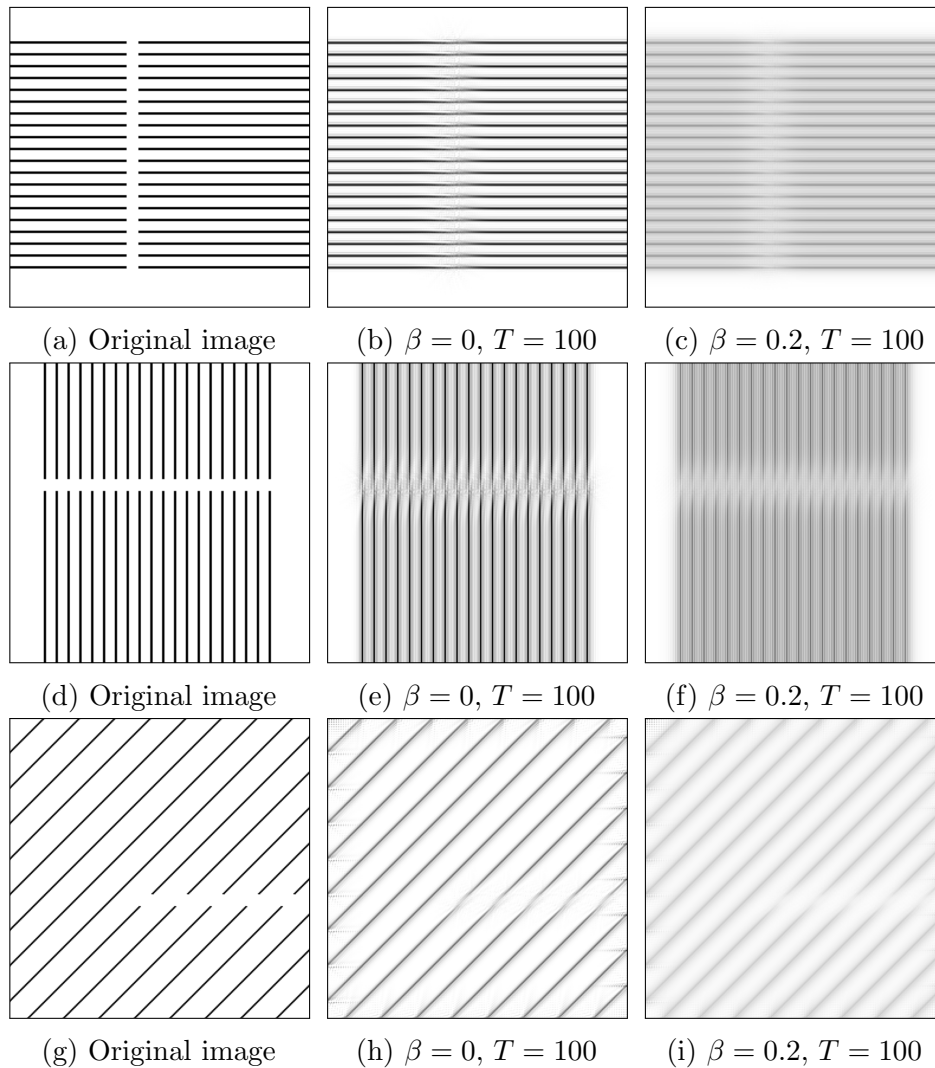 (a) Original image (b) β = 0, T = 100 (c) β = 0.2, T = 100
(d) Original image (e) β = 0, T = 100 (f) β = 0.2, T = 100
(g) Original image (h) β = 0, T = 100 (i) β = 0.2, T = 100